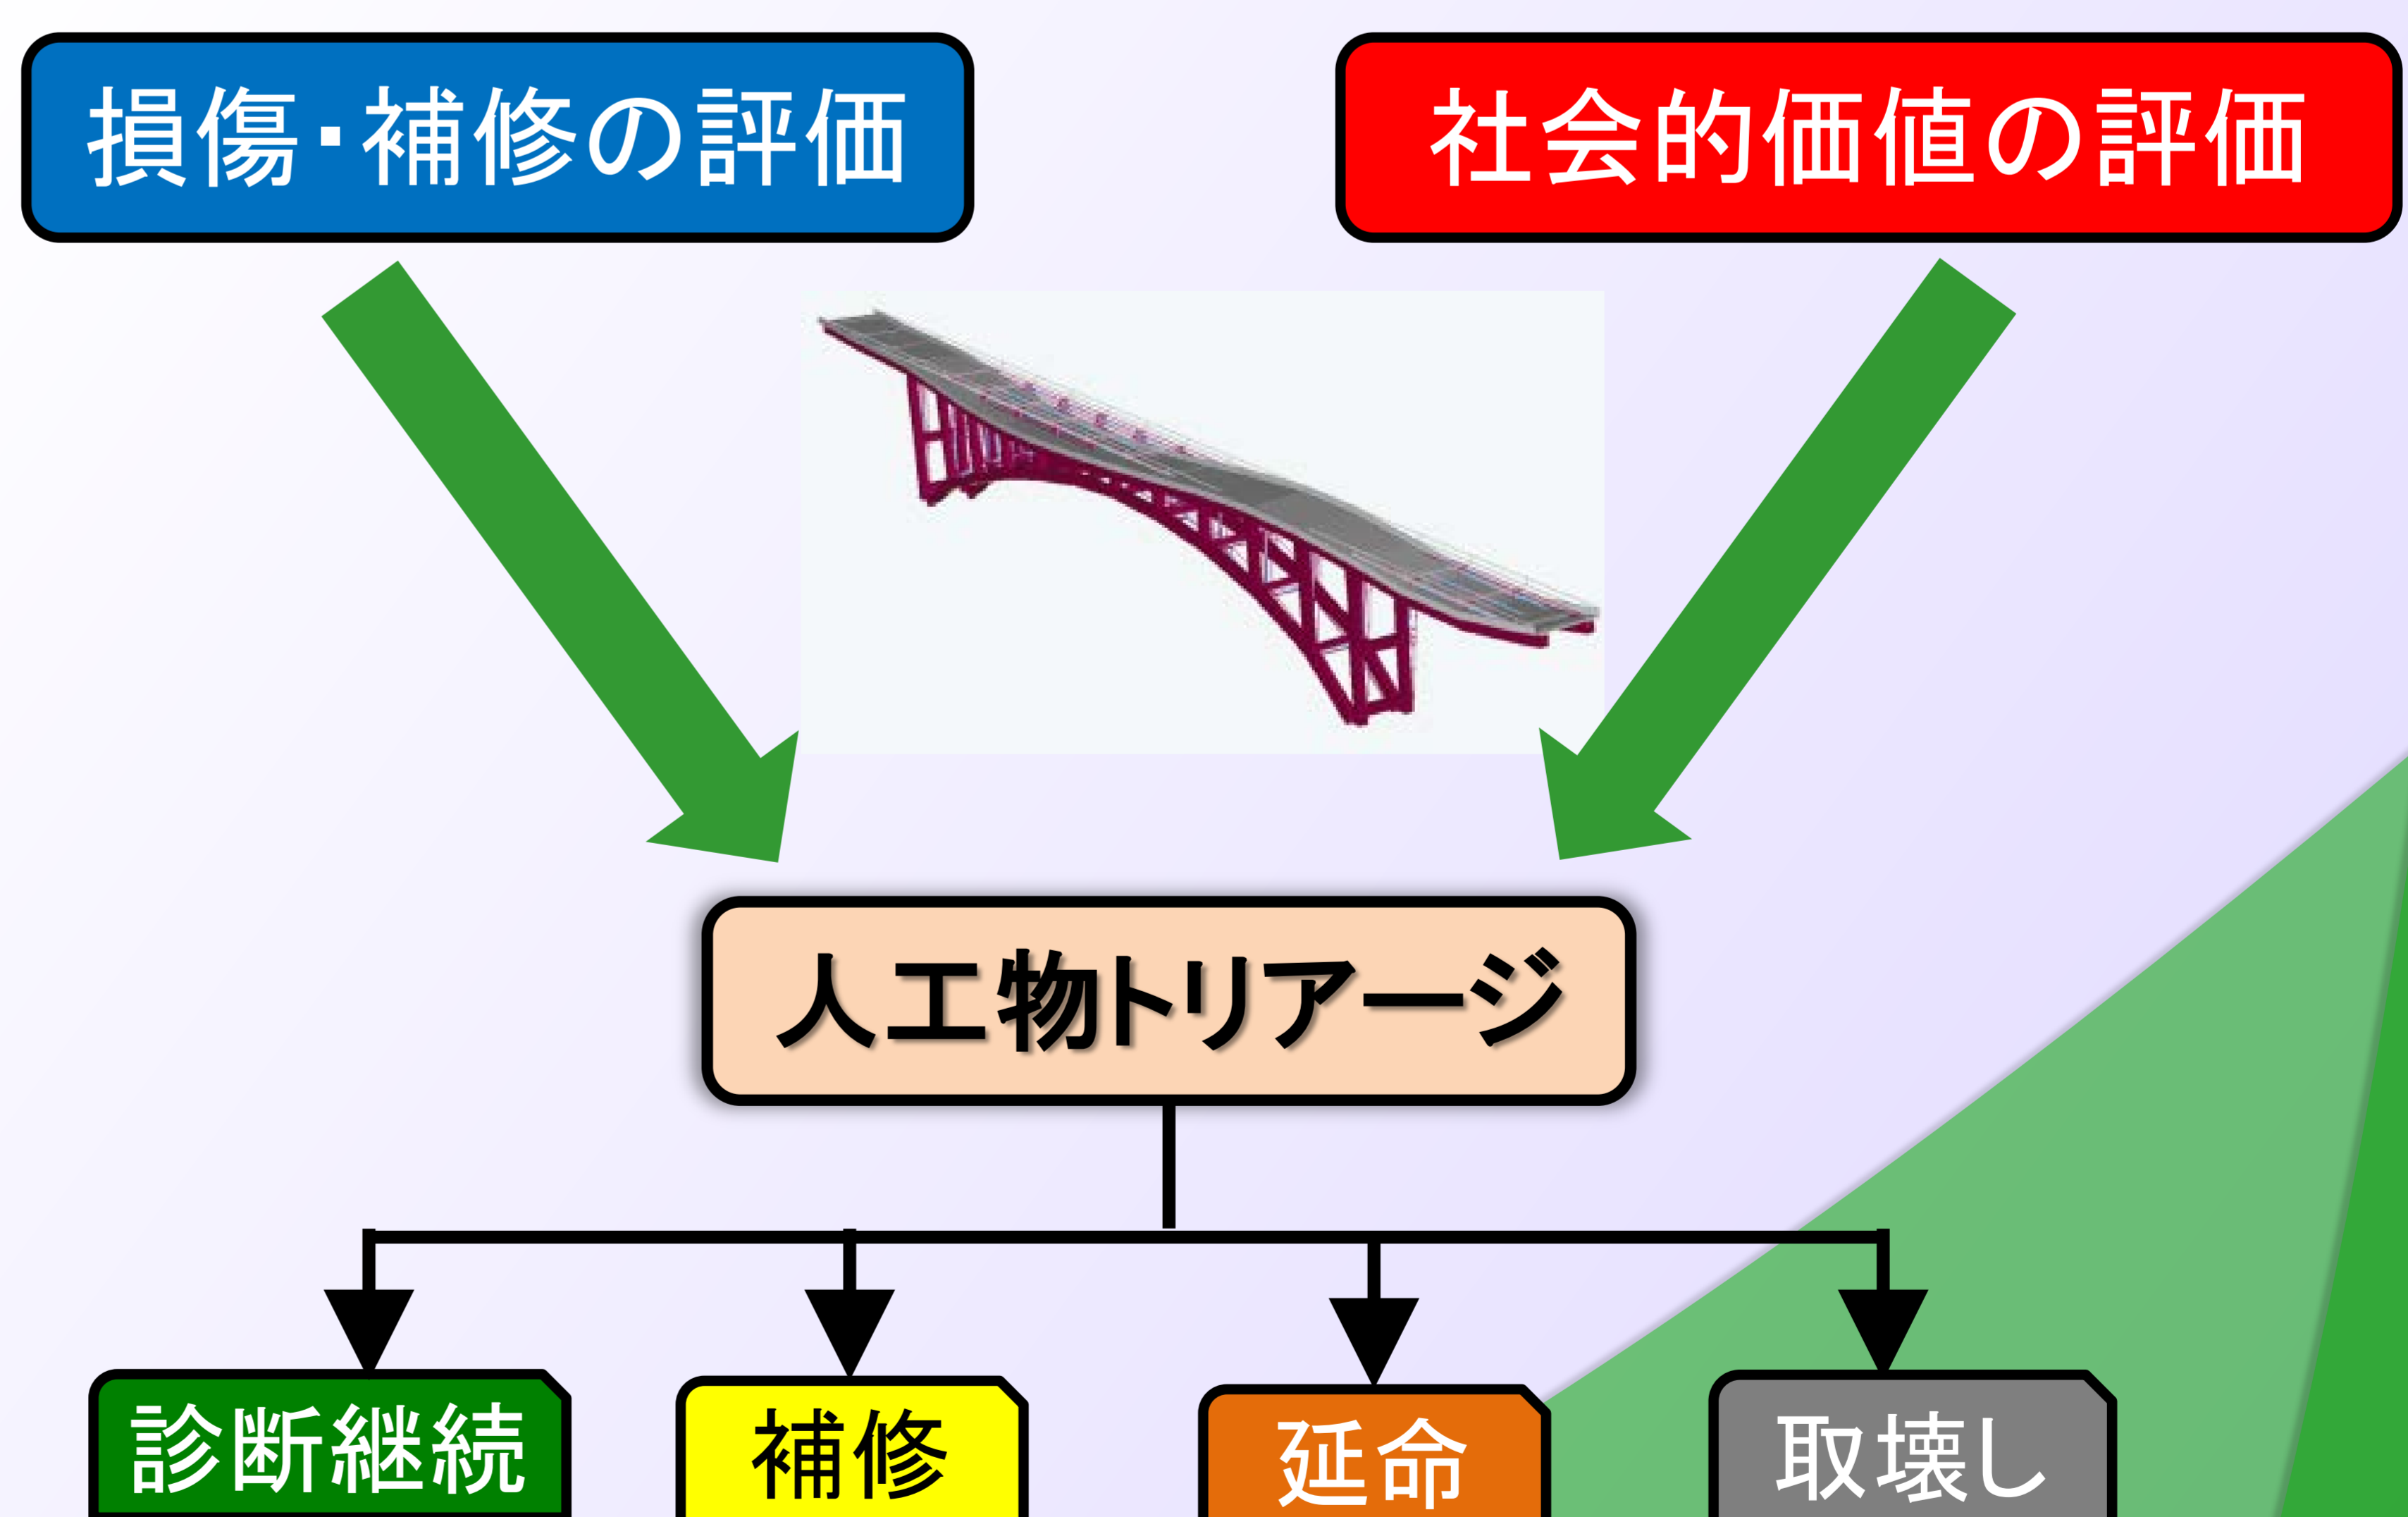 損傷・補修の評価
社会的価値の評価
人工物トリアージ
診断継続
補修
延命
取壊し